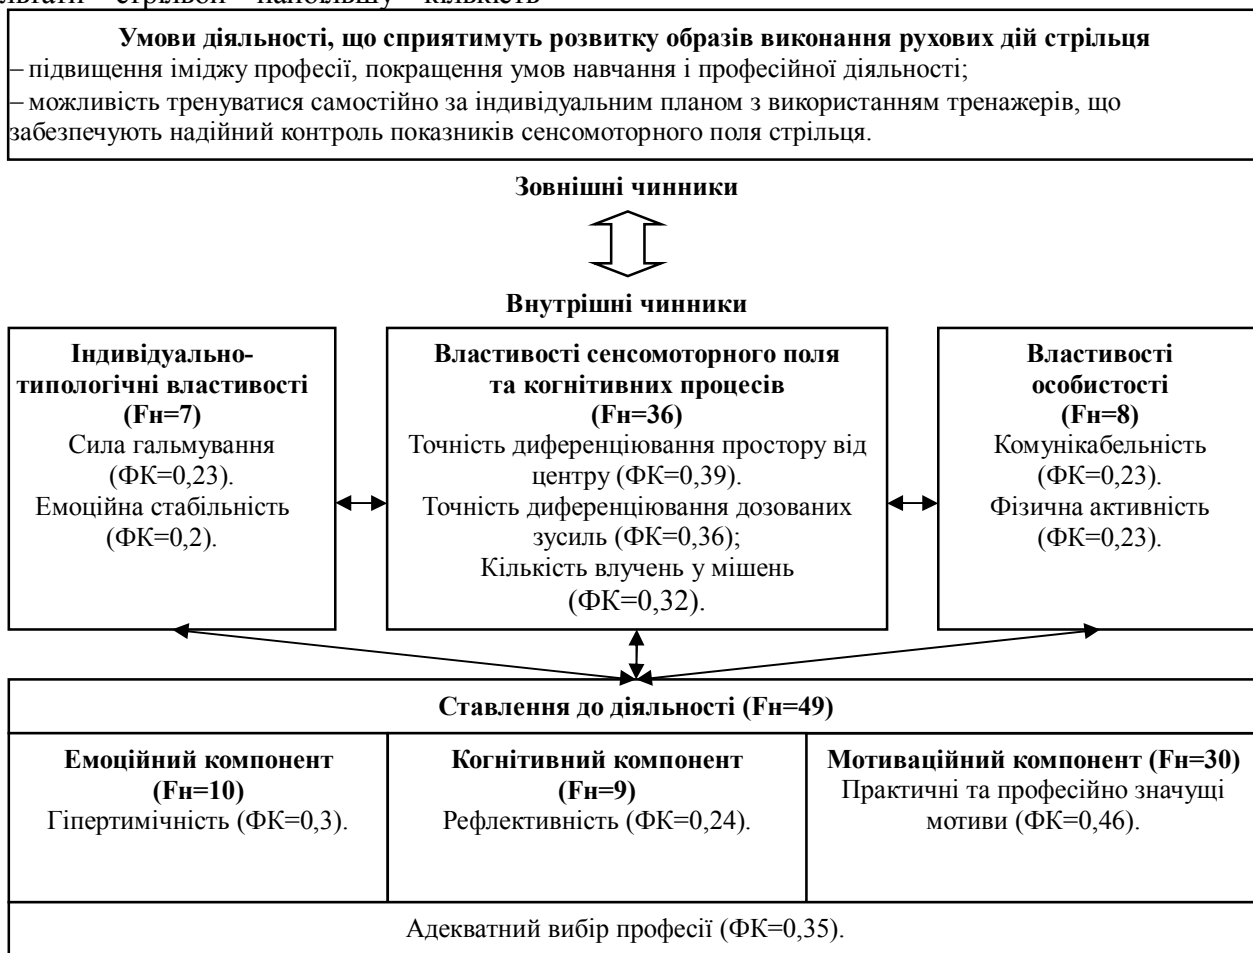 стрільби
кількість
Умови діяльності, що сприятимуть розвитку образів виконання рухових дій стрільця
– підвищення іміджу професії, покращення умов навчання і професійної діяльності;
– можливість тренуватися самостійно за індивідуальним планом з використанням тренажерів, що
забезпечують надійний контроль показників сенсомоторного поля стрільця.
Зовнішні чинники
Внутрішні чинники
Індивідуально-
типологічні властивості
(Fн=7)
Сила гальмування
(ФК=0,23).
Емоційна стабільність
(ФК=0,2).
Властивості сенсомоторного поля
та когнітивних процесів
(Fн=36)
Точність диференціювання простору від
центру (ФК=0,39).
Точність диференціювання дозованих
зусиль (ФК=0,36);
Кількість влучень у мішень
(ФК=0,32).
Властивості
особистості
(Fн=8)
Комунікабельність
(ФК=0,23).
Фізична активність
(ФК=0,23).
Ставлення до діяльності (Fн=49)
Емоційний компонент
(Fн=10)
Гіпертимічність (ФК=0,3).
Когнітивний компонент
(Fн=9)
Рефлективність (ФК=0,24).
Мотиваційний компонент (Fн=30)
Практичні та професійно значущі
мотиви (ФК=0,46).
Адекватний вибір професії (ФК=0,35).